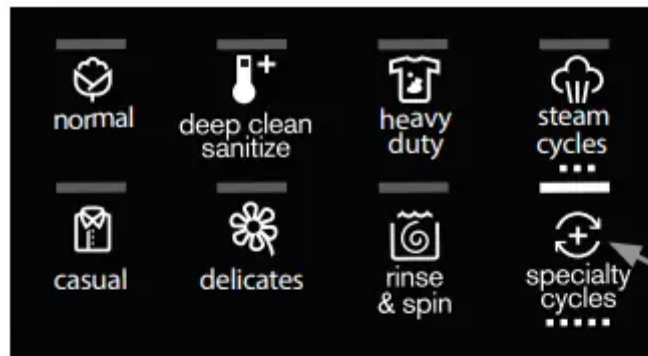 normal
deep clean
sanitize
heavy
duty
steam
cycles
casual
delicates
rinse
& spin
specialty
cycles